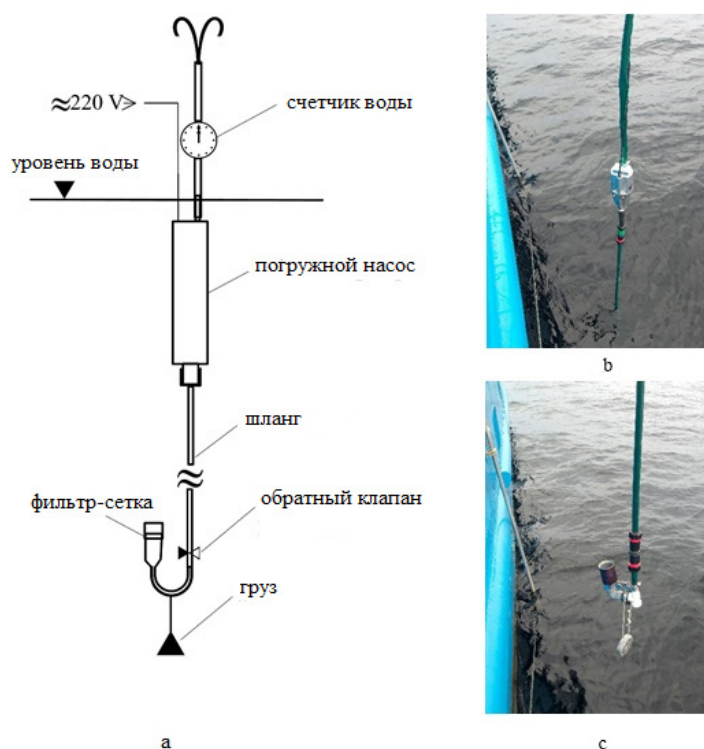 ≈220 V
счетчик воды
уровень воды
погружной насос
шланг
фильтр-сетка
обратный клапан
груз
a
b
c